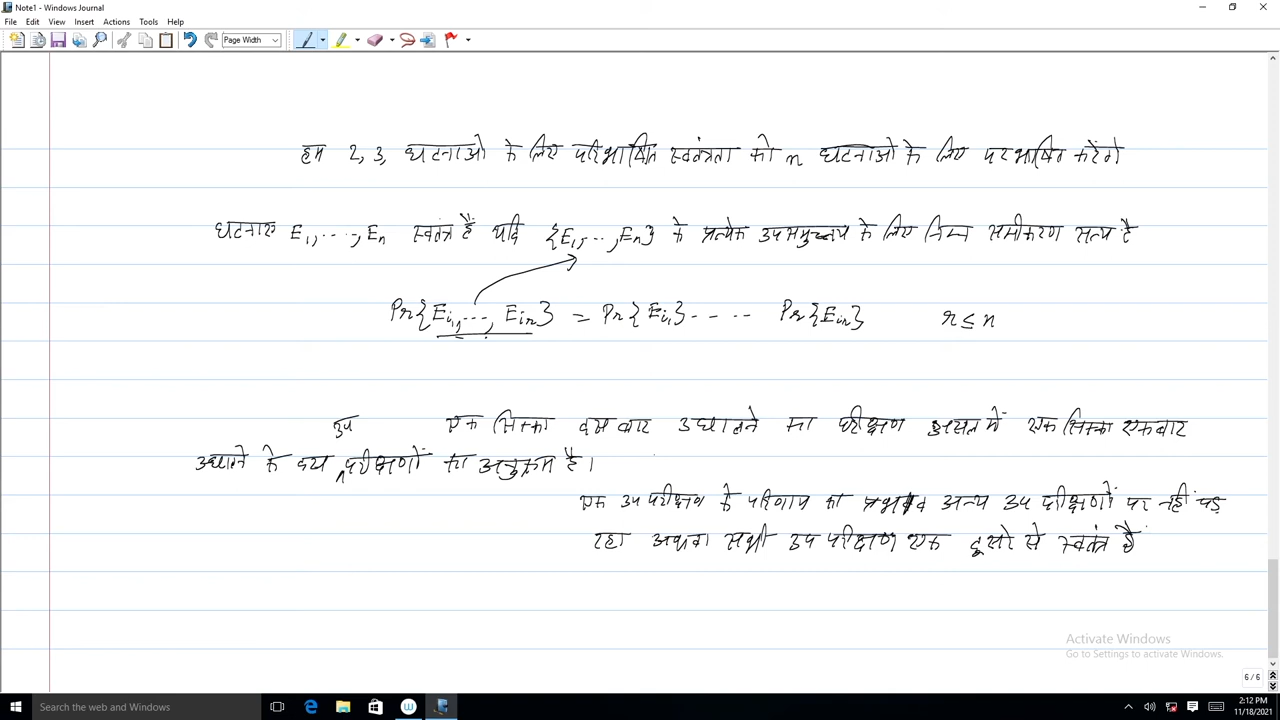 Note1 - Windows Journal
File Edit View Insert Actions Tools Help
Page Width
हम 2, 3, घटनाओ के लिए परिभाषित स्वतंत्रता को n घटनाओ के लिए परभाषित करेंगे
घटनाए E1, ..., En स्वतंत्र है यदि {E1, ..., En} के प्रत्येक उपसमुच्चय के लिए निम्न समीकरण सत्य है
Pr{Ei1, ..., Eir} = Pr{Ei1} .... Pr{Eir} r ≤ n
एक सिक्का दस बार उछालने का परीक्षण असल में एक सिक्का एक बार
उछालने के दस उप परीक्षणों का अनुक्रम है।
एक उप परीक्षण के परिणाम का प्रभाव अन्य उप परीक्षणों पर नहीं पड़
रहा अथवा सभी उप परीक्षण एक दूसरे से स्वतंत्र है
Activate Windows
Go to Settings to activate Windows.
6 / 6
Search the web and Windows
2:12 PM
11/18/2021